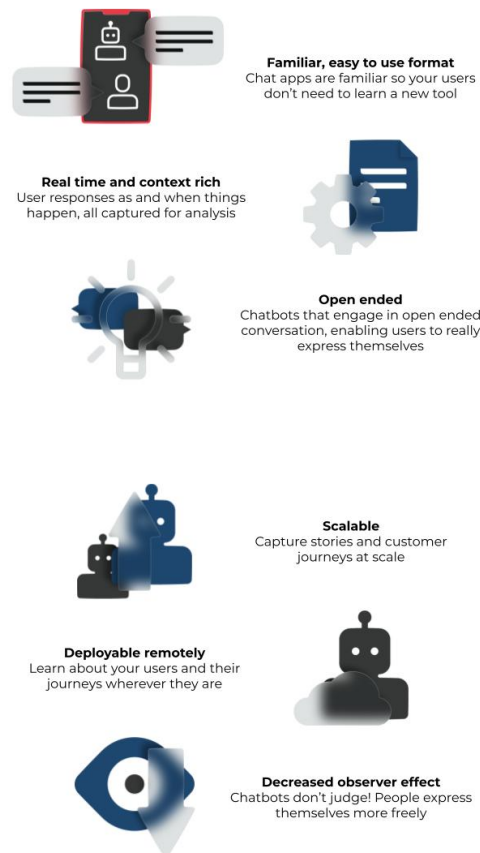 Familiar, easy to use format
Chat apps are familiar so your users
don't need to learn a new tool
Real time and context rich
User responses as and when things
happen, all captured for analysis
Open ended
Chatbots that engage in open ended
conversation, enabling users to really
express themselves
Scalable
Capture stories and customer
journeys at scale
Deployable remotely
Learn about your users and their
journeys wherever they are
Decreased observer effect
Chatbots don't judge! People express
themselves more freely